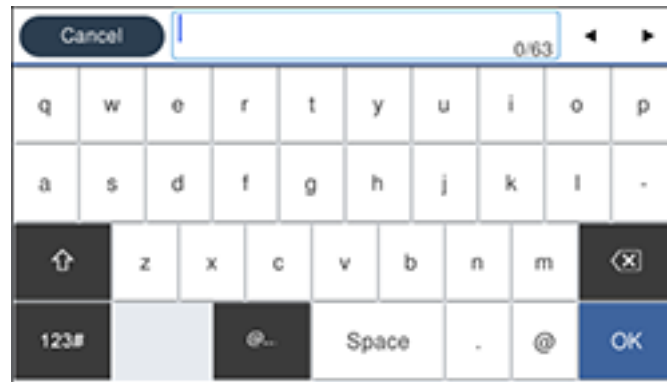 Cancel 0/63
q w e r t y u i o p
a s d f g h j k l -
z x c v b n m
123# @... Space . @ OK